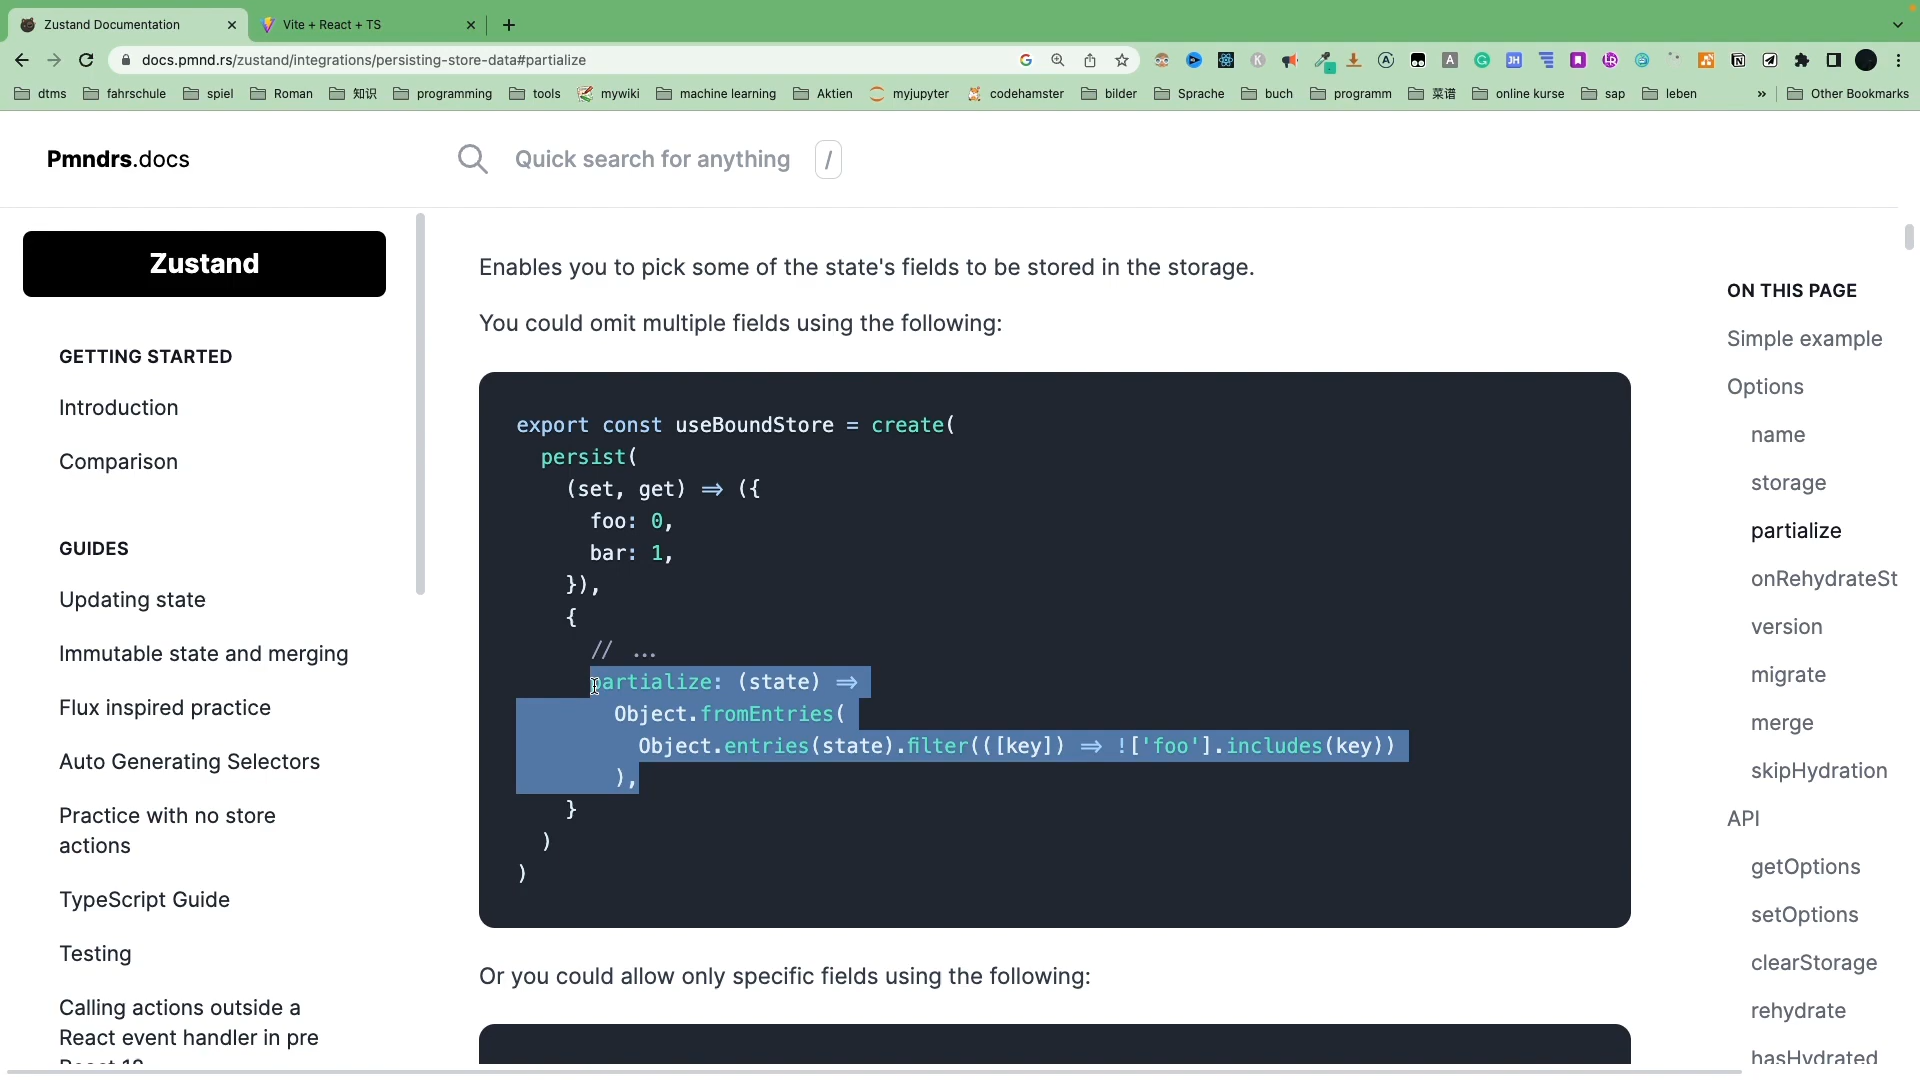 Zustand Documentation
Vite + React + TS
docs.pmnd.rs/zustand/integrations/persisting-store-data#partialize
dtms
fahrschule
spiel
Roman
知识
programming
tools
mywiki
machine learning
Aktien
myjupyter
codehamster
bilder
Sprache
buch
programm
菜谱
online kurse
sap
leben
»
Other Bookmarks
Pmndrs.docs
Quick search for anything
/
Zustand
GETTING STARTED
Introduction
Comparison
GUIDES
Updating state
Immutable state and merging
Flux inspired practice
Auto Generating Selectors
Practice with no store
actions
TypeScript Guide
Testing
Calling actions outside a
React event handler in pre
Enables you to pick some of the state's fields to be stored in the storage.
You could omit multiple fields using the following:
export const useBoundStore = create(
persist(
(set, get) => ({
foo: 0,
bar: 1,
}),
{
// ...
partialize: (state) =>
Object.fromEntries(
Object.entries(state).filter(([key]) => !['foo'].includes(key))
),
}
)
)
Or you could allow only specific fields using the following:
ON THIS PAGE
Simple example
Options
name
storage
partialize
onRehydrateSt
version
migrate
merge
skipHydration
API
getOptions
setOptions
clearStorage
rehydrate
hasHydrated